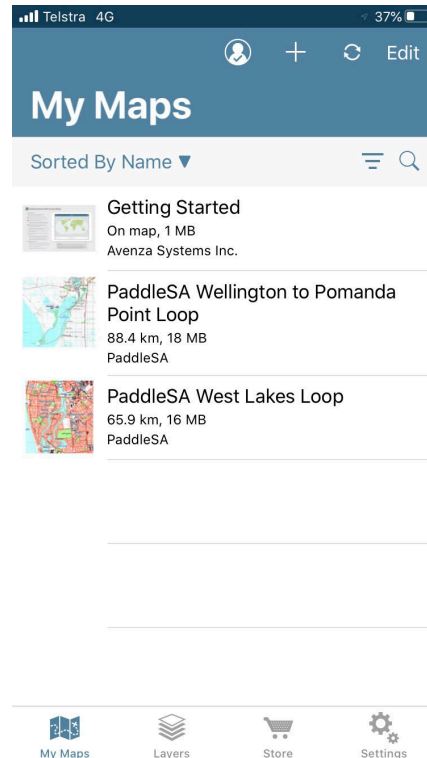 Telstra 4G 37%
Edit
My Maps
Sorted By Name ▼
Getting Started
On map, 1 MB
Avenza Systems Inc.
PaddleSA Wellington to Pomanda
Point Loop
88.4 km, 18 MB
PaddleSA
PaddleSA West Lakes Loop
65.9 km, 16 MB
PaddleSA
My Maps Layers Store Settings